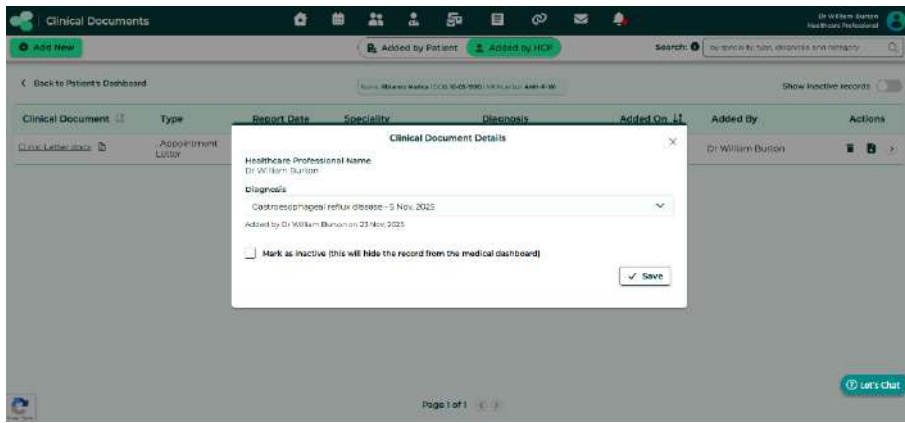 Clinical Documents
Dr William Burton
Healthcare Professional
Add New
Added by Patient
Added by HCP
Search:
Back to Patient's Dashboard
Show inactive records
Clinical Document
Type
Report Date
Speciality
Diagnosis
Added On
Added By
Actions
Clinic Letter.docx
Appointment
Letter
Dr William Burton
Clinical Document Details
Healthcare Professional Name
Dr William Burton
Diagnosis
Gastroesophageal reflux disease - 5 Nov, 2025
Added by Dr William Burton on 23 Nov, 2025
Mark as inactive (this will hide the record from the medical dashboard)
Save
Let's Chat
Page 1 of 1